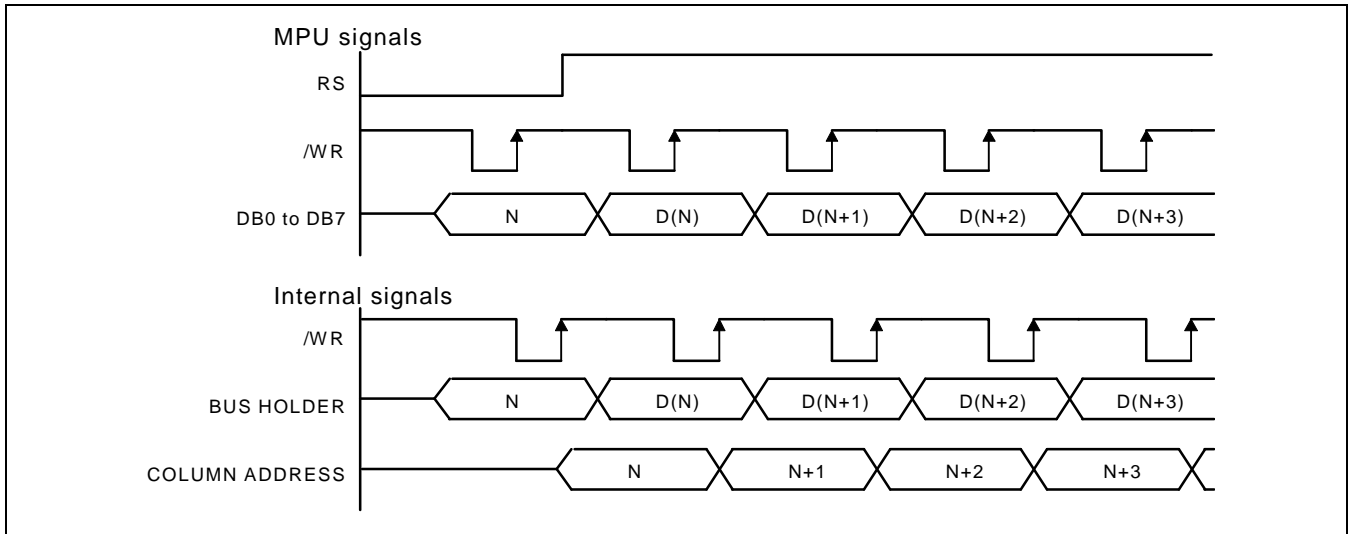 MPU signals
RS
/WR
DB0 to DB7
N
D(N)
D(N+1)
D(N+2)
D(N+3)
Internal signals
/WR
BUS HOLDER
N
D(N)
D(N+1)
D(N+2)
D(N+3)
COLUMN ADDRESS
N
N+1
N+2
N+3